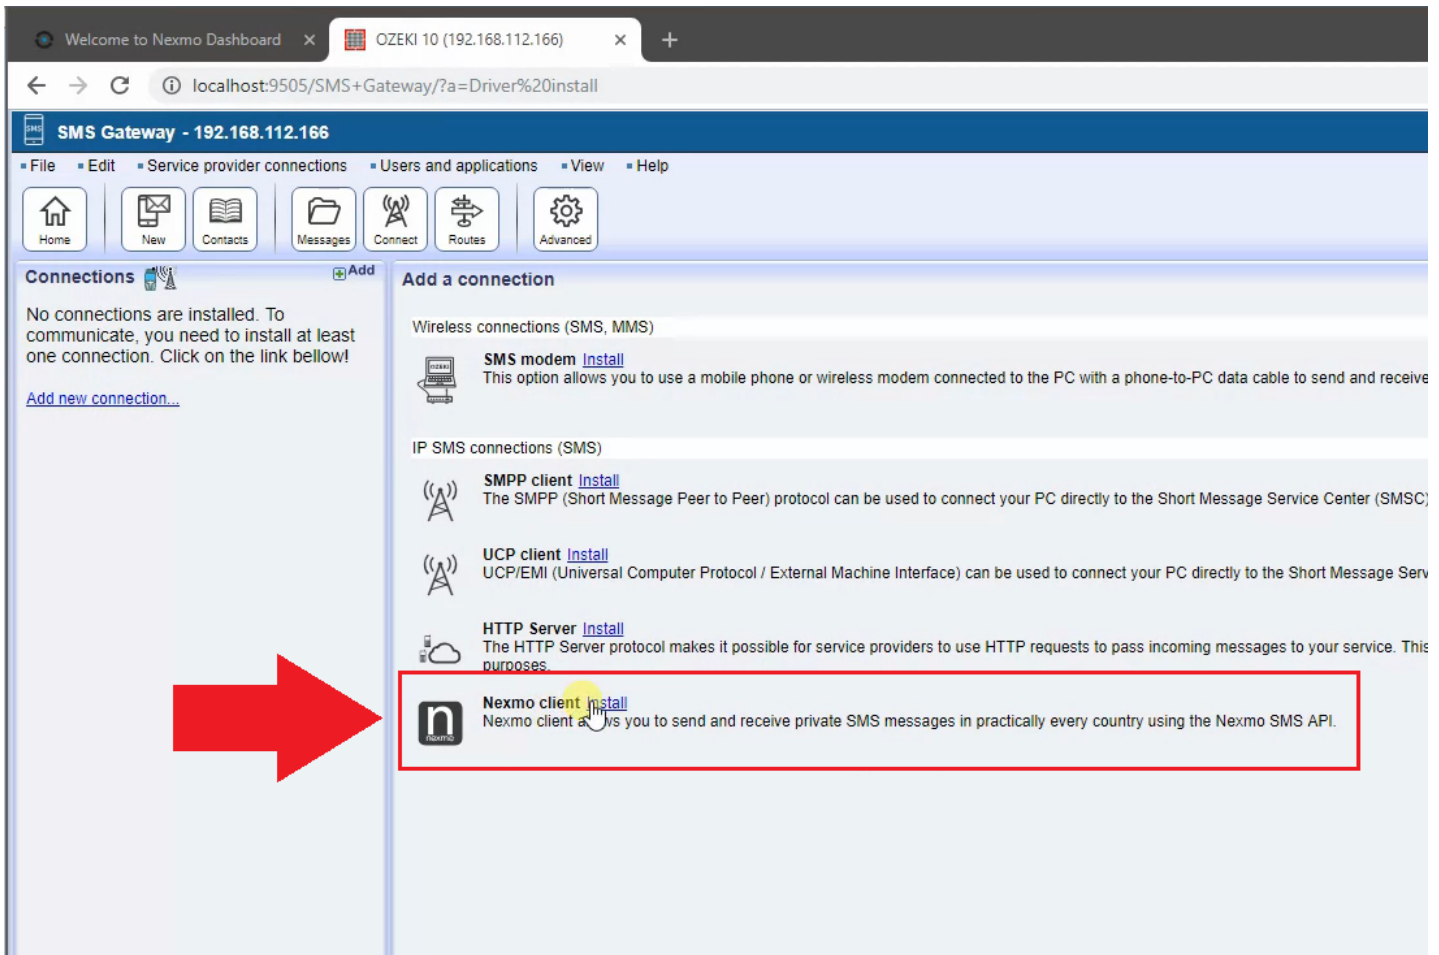 Welcome to Nexmo Dashboard
OZEKI 10 (192.168.112.166)
localhost:9505/SMS+Gateway/?a=Driver%20install
SMS
SMS Gateway - 192.168.112.166
File Edit Service provider connections Users and applications View Help
Home New Contacts Messages Connect Routes Advanced
Connections Add
No connections are installed. To
communicate, you need to install at least
one connection. Click on the link bellow!
Add new connection...
Add a connection
Wireless connections (SMS, MMS)
SMS modem Install
OZEKI
This option allows you to use a mobile phone or wireless modem connected to the PC with a phone-to-PC data cable to send and receive
IP SMS connections (SMS)
SMPP client Install
The SMPP (Short Message Peer to Peer) protocol can be used to connect your PC directly to the Short Message Service Center (SMSC)
UCP client Install
UCP/EMI (Universal Computer Protocol / External Machine Interface) can be used to connect your PC directly to the Short Message Serv
HTTP Server Install
The HTTP Server protocol makes it possible for service providers to use HTTP requests to pass incoming messages to your service. This
purposes.
Nexmo client Install
n
nexmo
Nexmo client allows you to send and receive private SMS messages in practically every country using the Nexmo SMS API.